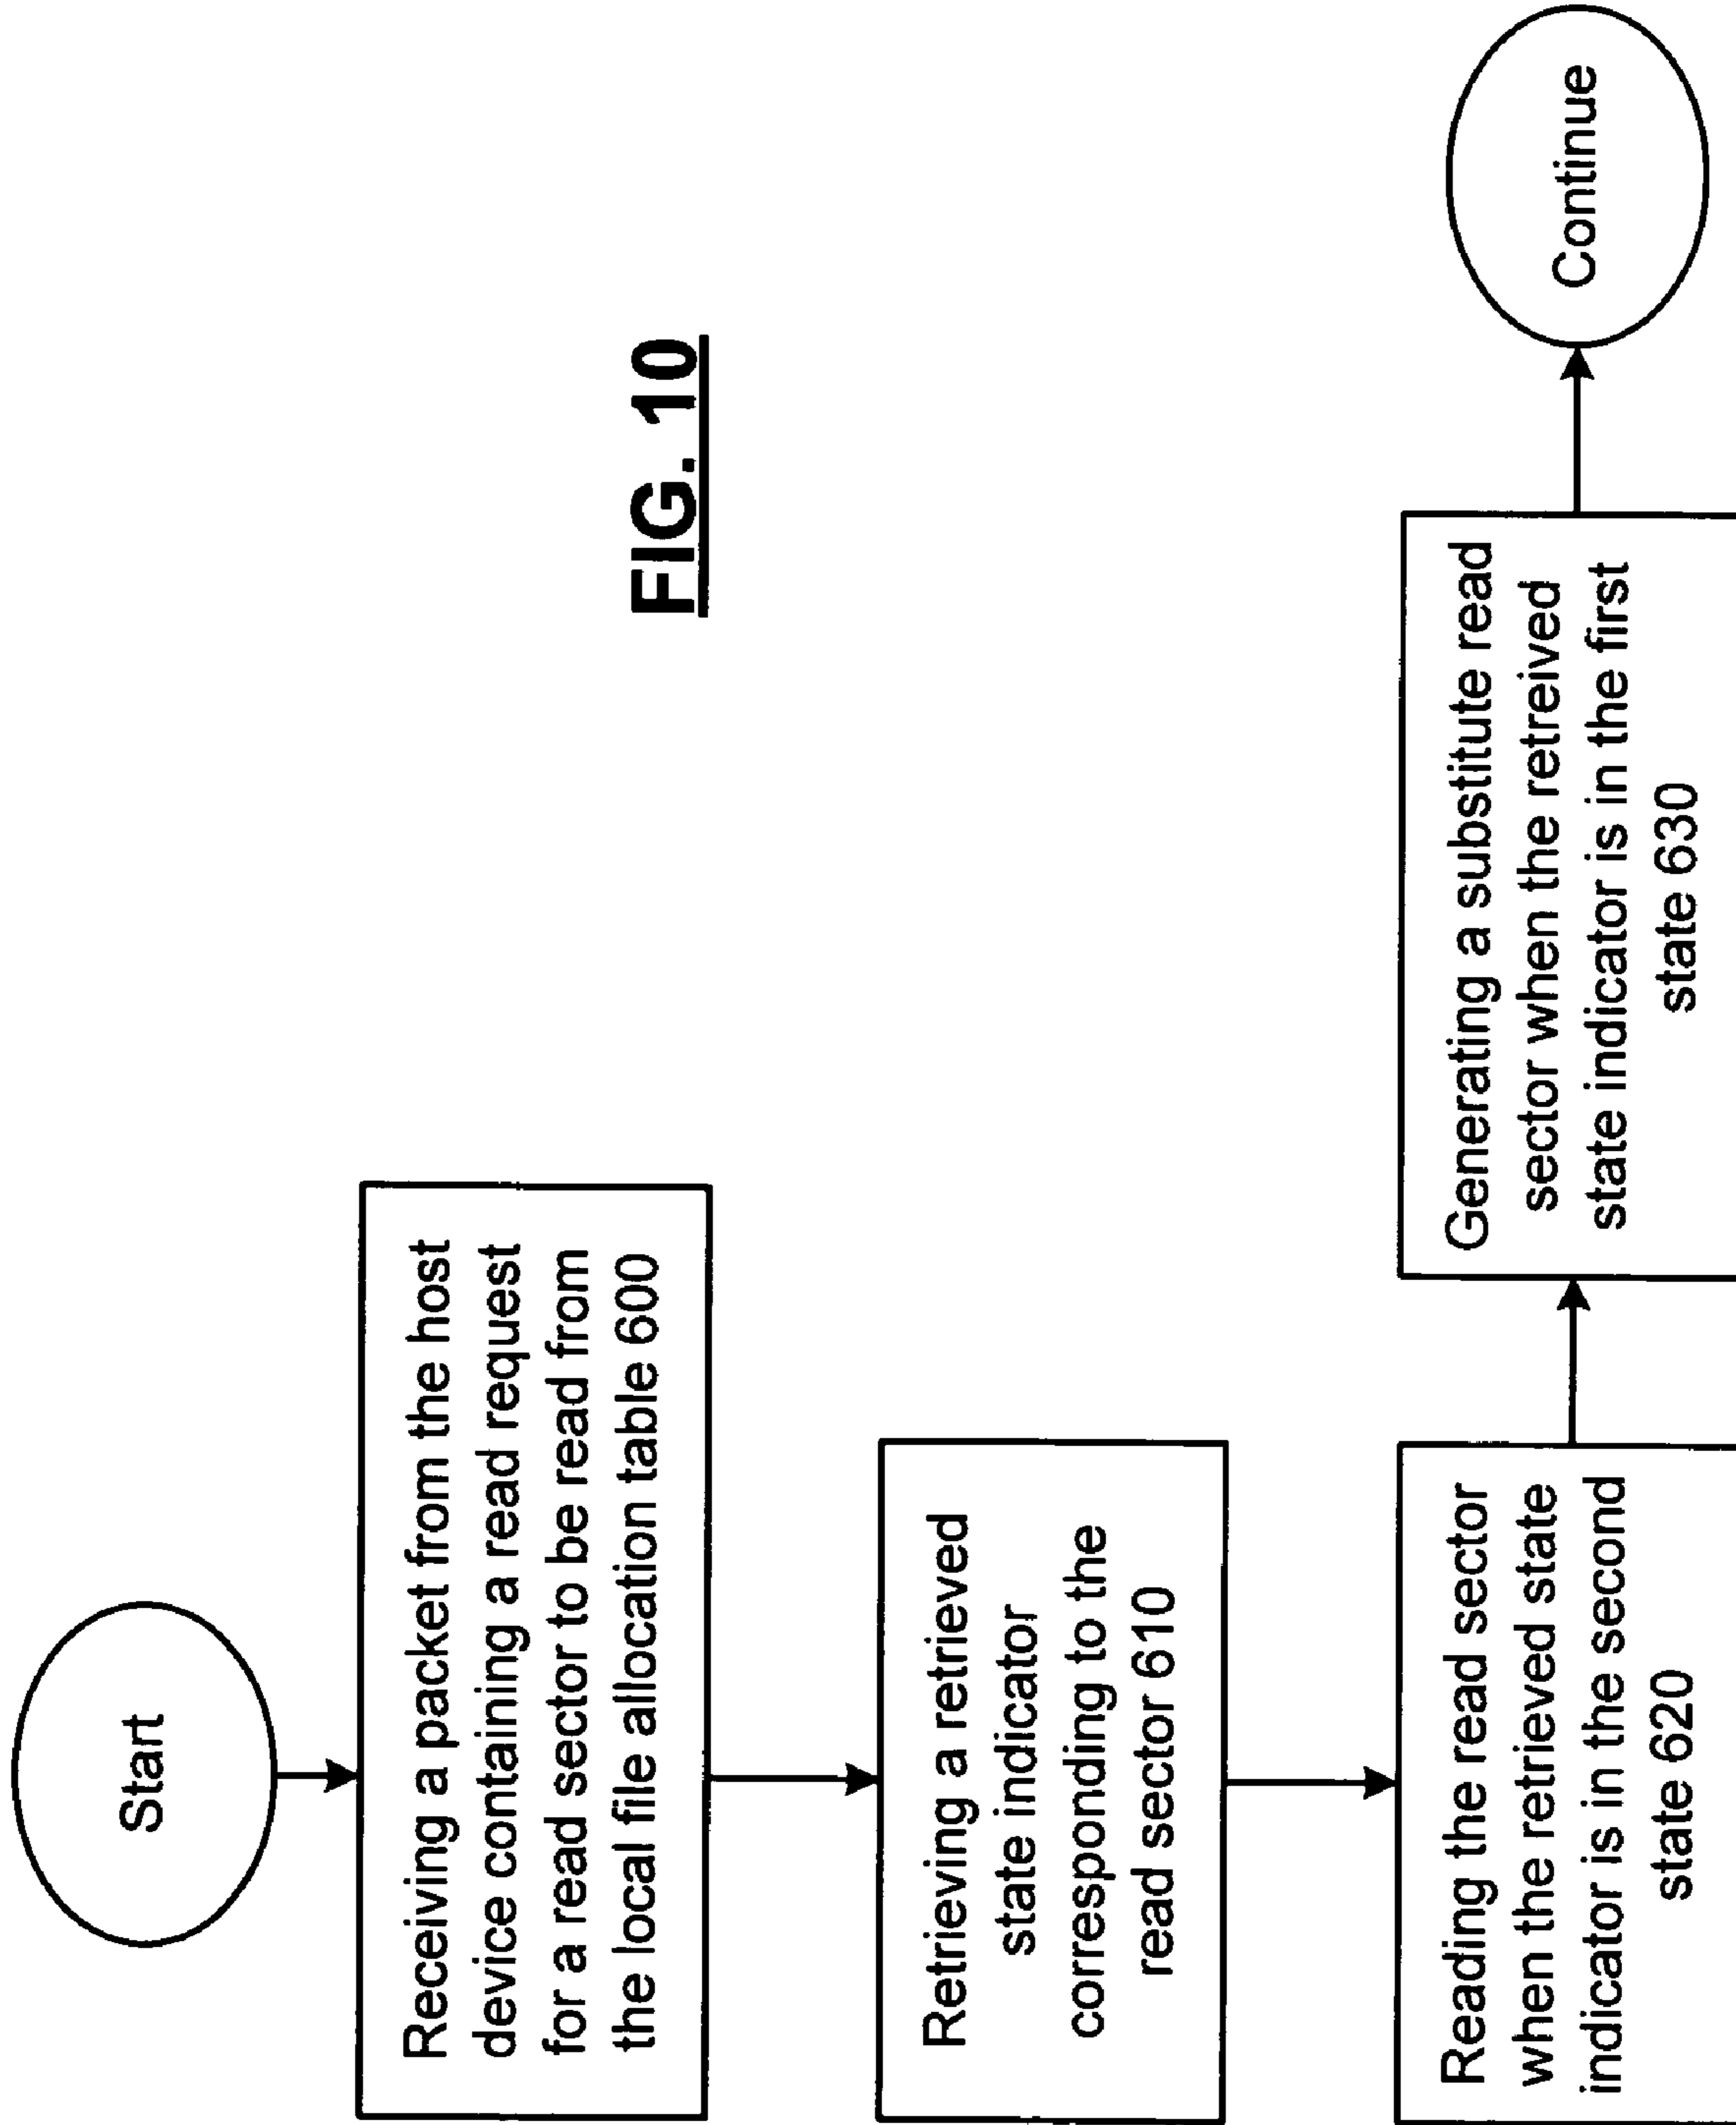 Start
Receiving a packet from the host
device containing a read request
for a read sector to be read from
the local file allocation table 600
Retrieving a retrieved
state indicator
corresponding to the
read sector 610
Reading the read sector
when the retrieved state
indicator is in the second
state 620
Generating a substitute read
sector when the retreived
state indicator is in the first
state 630
Continue
FIG. 10